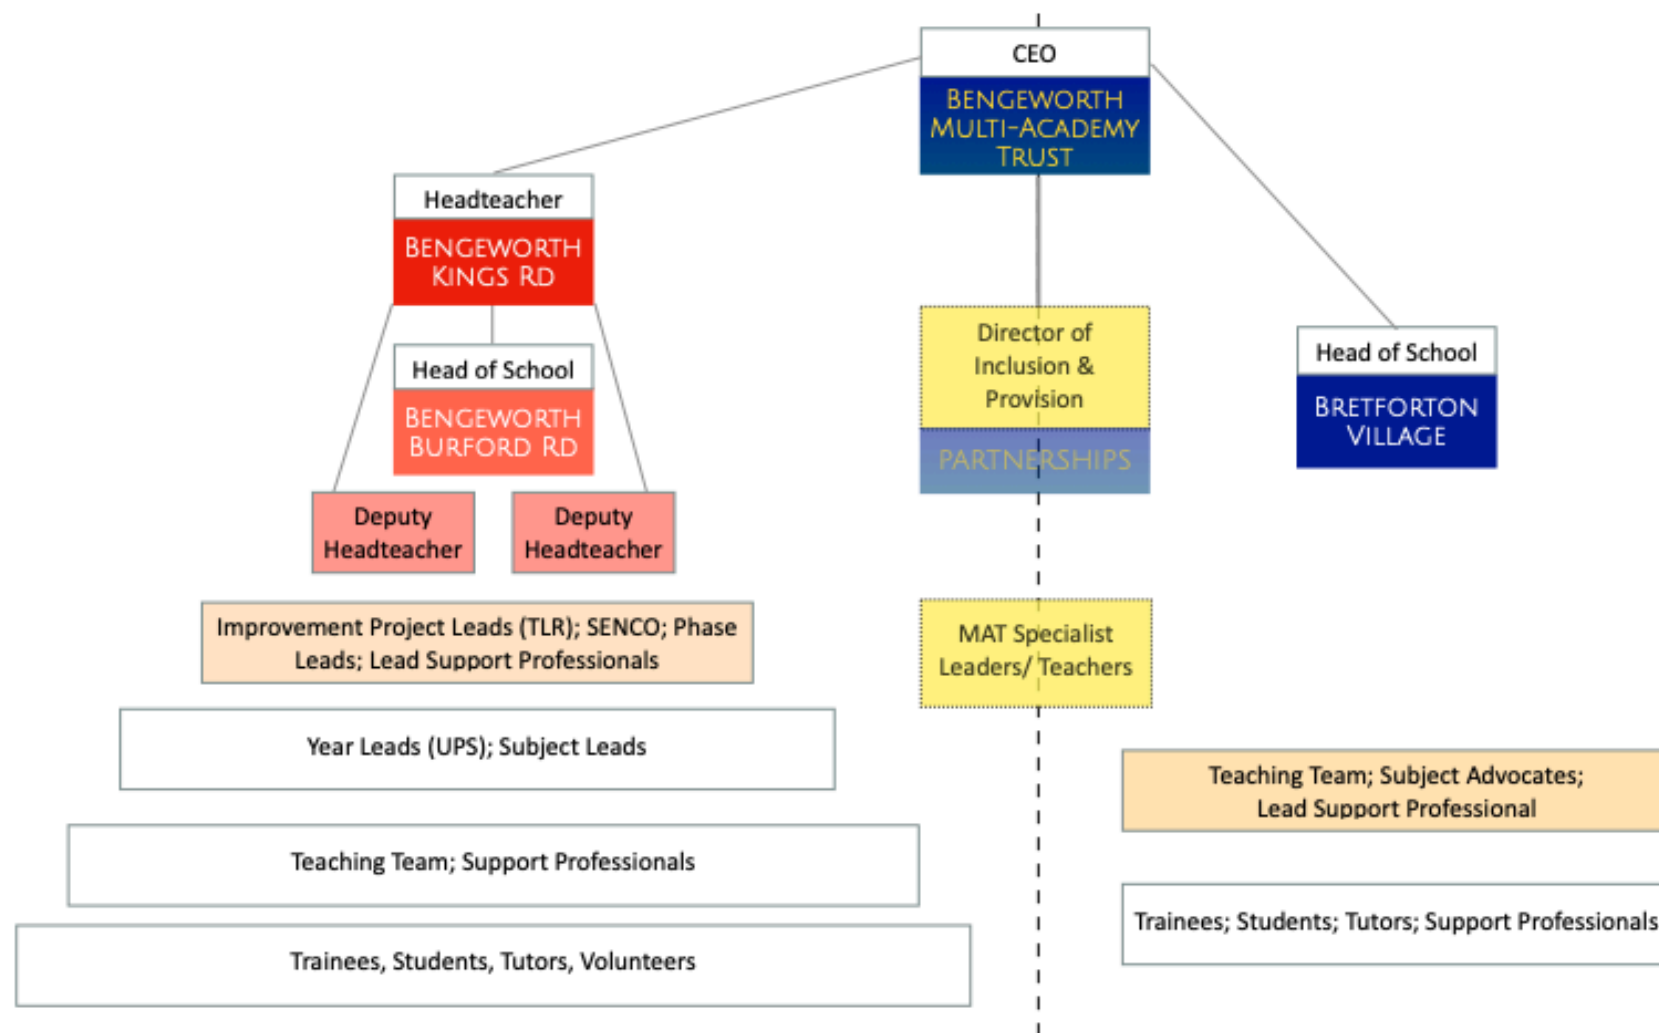 CEO
BENGEWORTH
MULTI-ACADEMY
TRUST
Headteacher
BENGEWORTH
KINGS RD
Head of School
BENGEWORTH
BURFORD RD
Deputy
Headteacher
Deputy
Headteacher
Director of
Inclusion &
Provision
PARTNERSHIPS
Head of School
BRETFORTON
VILLAGE
Improvement Project Leads (TLR); SENCO; Phase
Leads; Lead Support Professionals
MAT Specialist
Leaders/ Teachers
Year Leads (UPS); Subject Leads
Teaching Team; Subject Advocates;
Lead Support Professional
Teaching Team; Support Professionals
Trainees; Students; Tutors; Support Professionals
Trainees, Students, Tutors, Volunteers